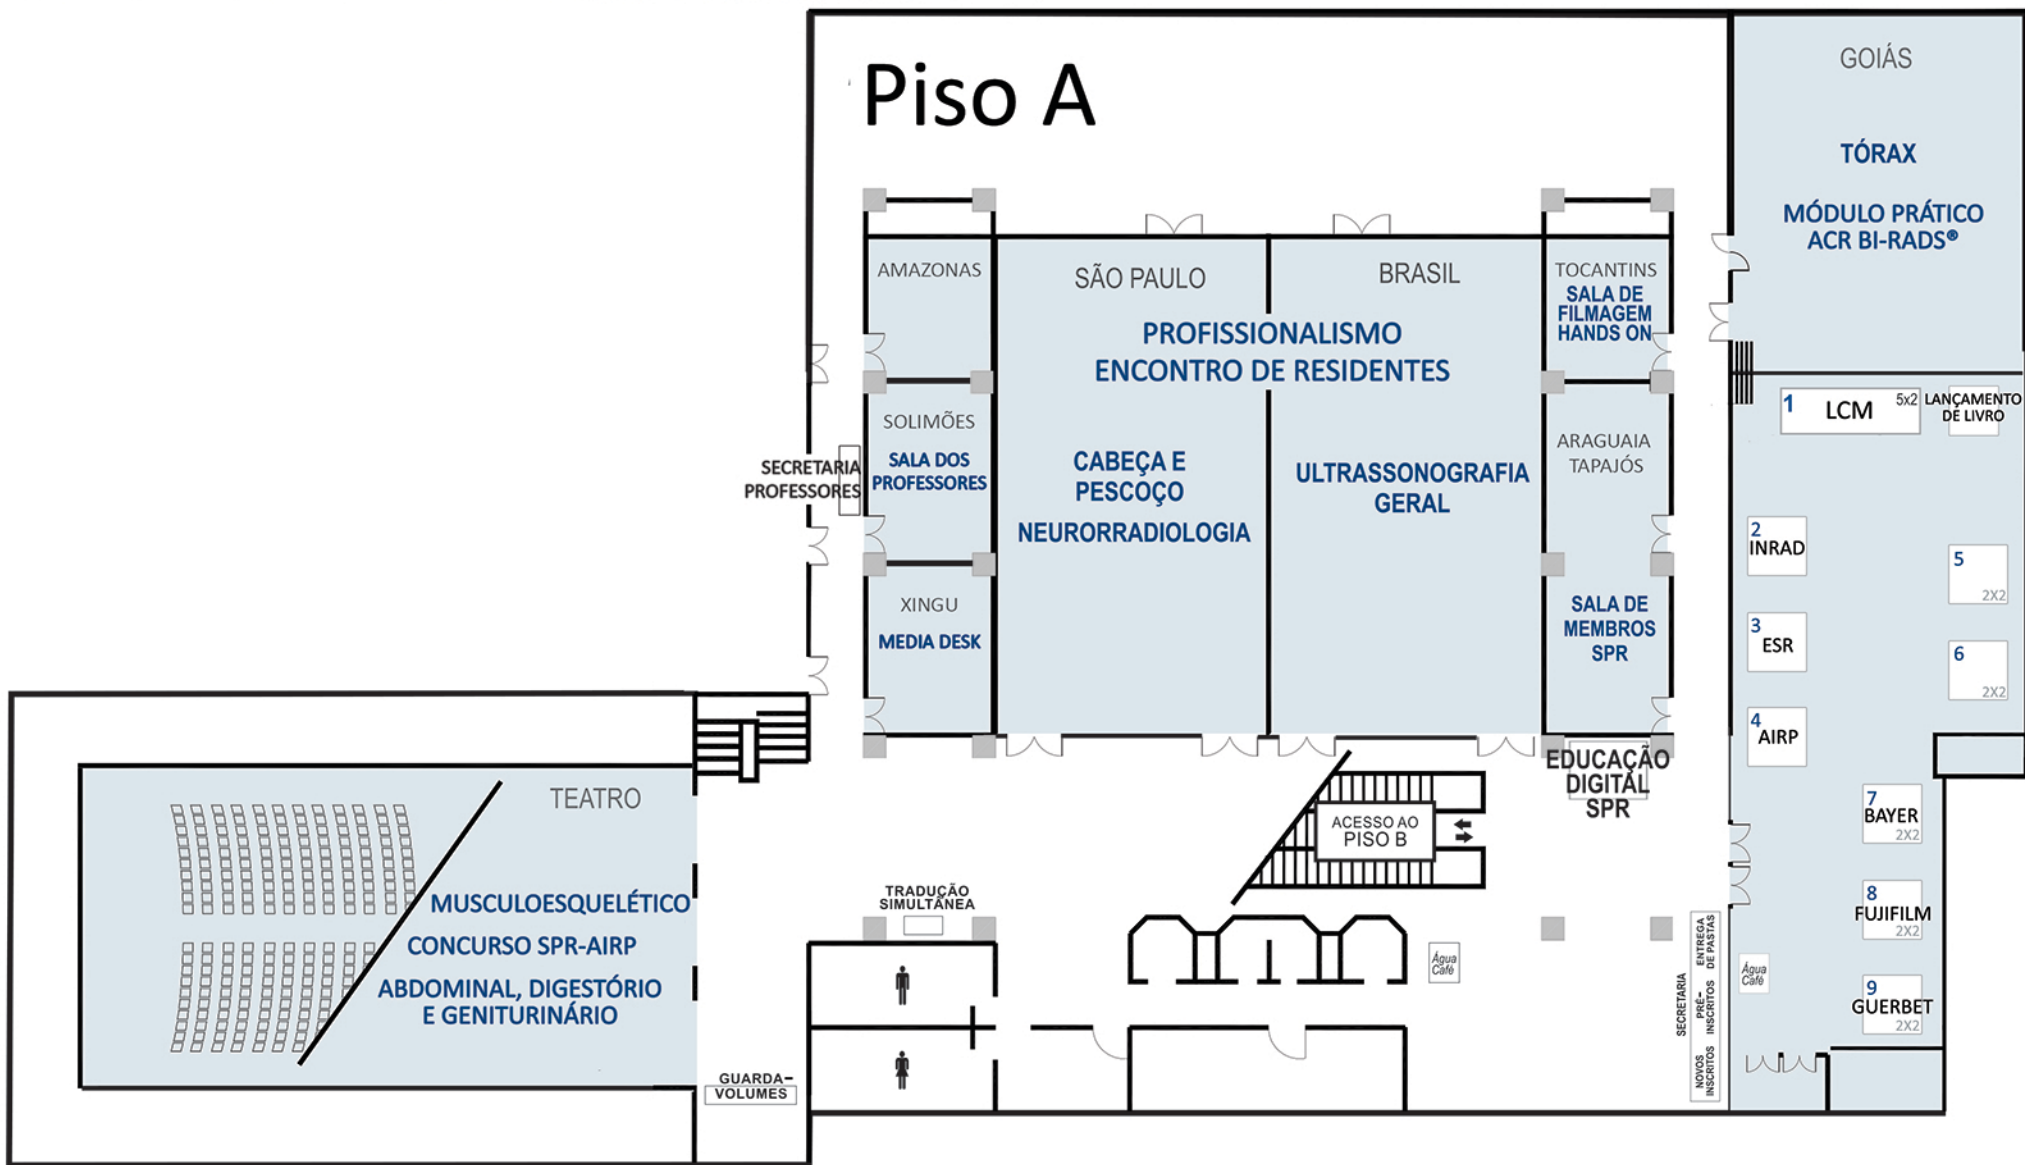 Piso A
GOIÁS
TÓRAX
MÓDULO PRÁTICO
ACR BI-RADS®
AMAZONAS
SÃO PAULO
BRASIL
TOCANTINS
SALA DE
FILMAGEM
HANDS ON
PROFISSIONALISMO
ENCONTRO DE RESIDENTES
SOLIMÕES
SALA DOS
PROFESSORES
SECRETARIA
PROFESSORES
CABEÇA E
PESCOÇO
NEURORRADIOLOGIA
ULTRASSONOGRAFIA
GERAL
ARAGUAIA
TAPAJÓS
1
LCM
5x2
LANÇAMENTO
DE LIVRO
2
INRAD
5
2X2
XINGU
MEDIA DESK
SALA DE
MEMBROS
SPR
3
ESR
6
2X2
4
AIRP
EDUCAÇÃO
DIGITAL
SPR
TEATRO
ACESSO AO
PISO B
7
BAYER
2X2
MUSCULOESQUELÉTICO
CONCURSO SPR-AIRP
ABDOMINAL, DIGESTÓRIO
E GENITURINÁRIO
TRADUÇÃO
SIMULTÂNEA
8
FUJIFILM
2X2
Água
Café
Água
Café
SECRETARIA
ENTREGA
DE PASTAS
PRÉ-
INSCRITOS
NOVOS
INSCRITOS
9
GUERBET
2X2
GUARDA-
VOLUMES